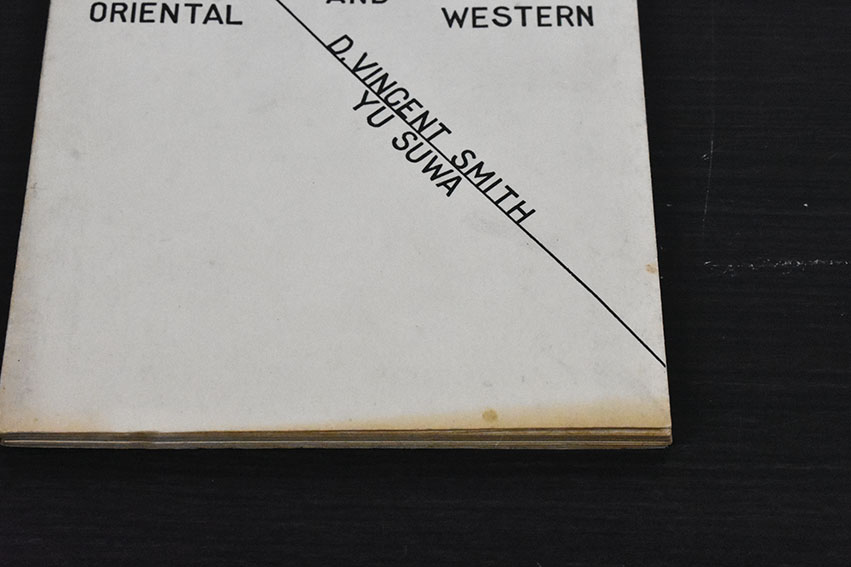 AND
ORIENTAL WESTERN
D. VINCENT SMITH
YU SUWA